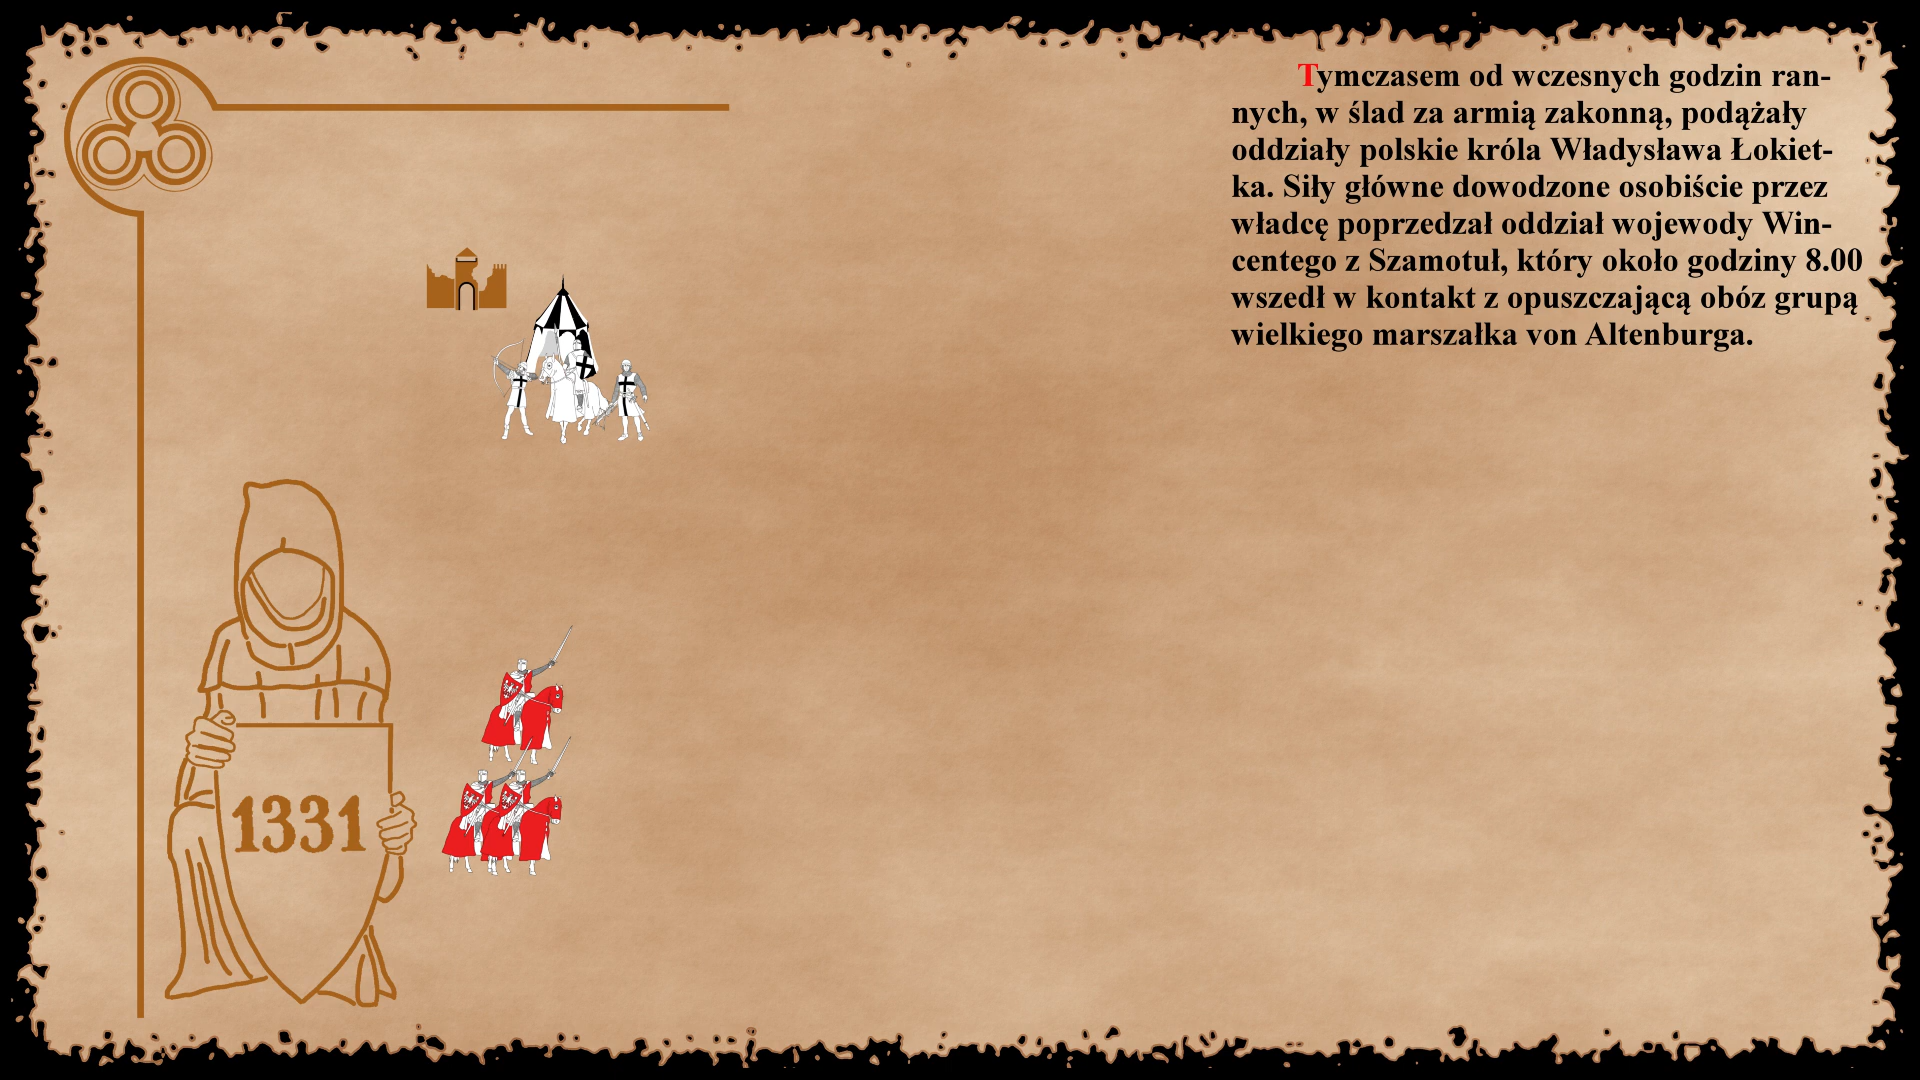 Tymczasem od wczesnych godzin ran-
nych, w ślad za armią zakonną, podążały
oddziały polskie króla Władysława Łokiet-
ka. Siły główne dowodzone osobiście przez
władcę poprzedzał oddział wojewody Win-
centego z Szamotuł, który około godziny 8.00
wszedł w kontakt z opuszczającą obóz grupą
wielkiego marszałka von Altenburga.
1331